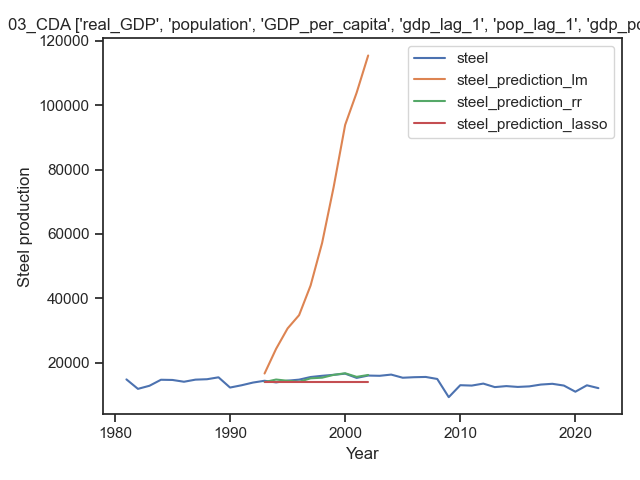 03_CDA ['real_GDP', 'population', 'GDP_per_capita', 'gdp_lag_1', 'pop_lag_1', 'gdp_po
120000
100000
80000
60000
40000
20000
Steel production
steel
steel_prediction_lm
steel_prediction_rr
steel_prediction_lasso
1980 1990 2000 2010 2020
Year